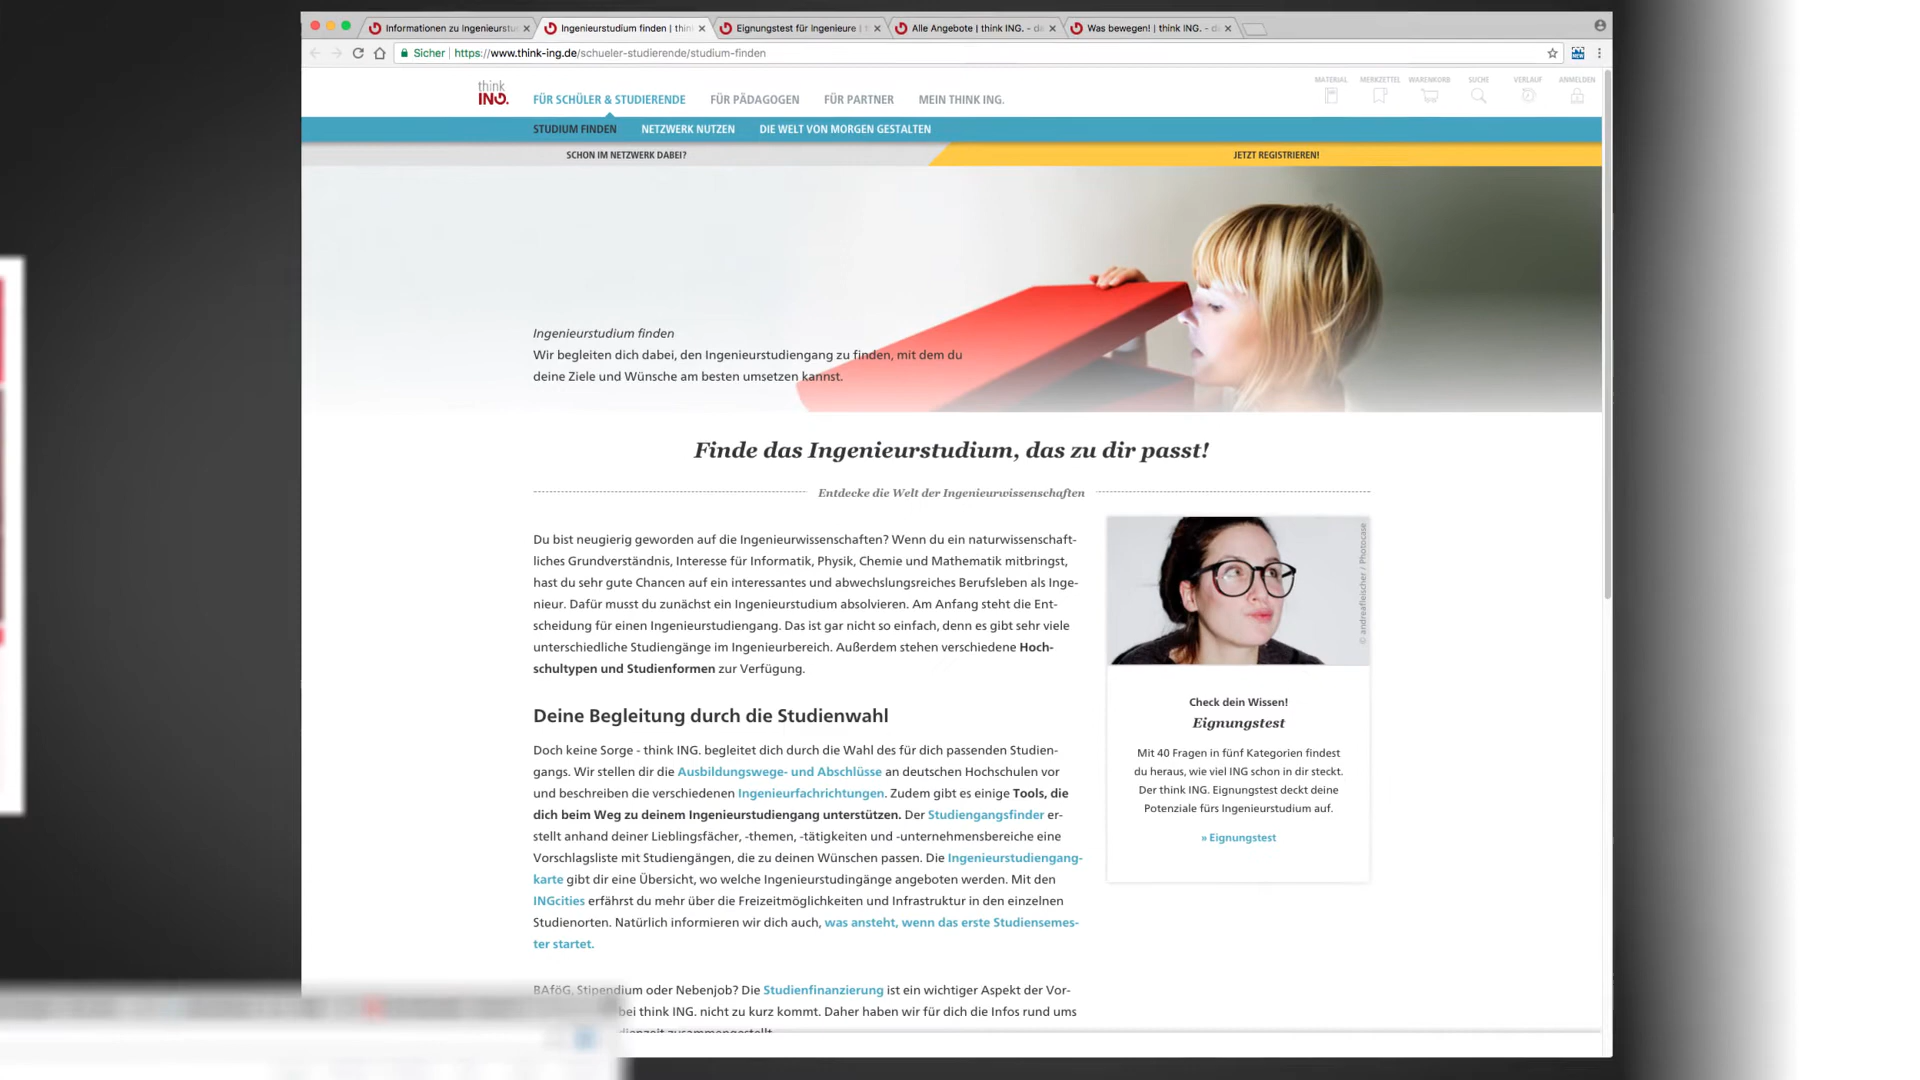 Informationen zu Ingenieurstu
Ingenieurstudium finden | thin
Eignungstest für Ingenieure | t
Alle Angebote | think ING. - da
Was bewegen! | think ING. - da
Sicher | https://www.think-ing.de/schueler-studierende/studium-finden
think
ING.
FÜR SCHÜLER & STUDIERENDE
FÜR PÄDAGOGEN
FÜR PARTNER
MEIN THINK ING.
MATERIAL
MERKZETTEL
WARENKORB
SUCHE
VERLAUF
ANMELDEN
STUDIUM FINDEN
NETZWERK NUTZEN
DIE WELT VON MORGEN GESTALTEN
SCHON IM NETZWERK DABEI?
JETZT REGISTRIEREN!
Ingenieurstudium finden
Wir begleiten dich dabei, den Ingenieurstudiengang zu finden, mit dem du
deine Ziele und Wünsche am besten umsetzen kannst.
Finde das Ingenieurstudium, das zu dir passt!
Entdecke die Welt der Ingenieurwissenschaften
Du bist neugierig geworden auf die Ingenieurwissenschaften? Wenn du ein naturwissenschaft-
liches Grundverständnis, Interesse für Informatik, Physik, Chemie und Mathematik mitbringst,
hast du sehr gute Chancen auf ein interessantes und abwechslungsreiches Berufsleben als Inge-
nieur. Dafür musst du zunächst ein Ingenieurstudium absolvieren. Am Anfang steht die Ent-
scheidung für einen Ingenieurstudiengang. Das ist gar nicht so einfach, denn es gibt sehr viele
unterschiedliche Studiengänge im Ingenieurbereich. Außerdem stehen verschiedene Hoch-
schultypen und Studienformen zur Verfügung.
Deine Begleitung durch die Studienwahl
Doch keine Sorge - think ING. begleitet dich durch die Wahl des für dich passenden Studien-
gangs. Wir stellen dir die Ausbildungswege- und Abschlüsse an deutschen Hochschulen vor
und beschreiben die verschiedenen Ingenieurfachrichtungen. Zudem gibt es einige Tools, die
dich beim Weg zu deinem Ingenieurstudiengang unterstützen. Der Studiengangsfinder er-
stellt anhand deiner Lieblingsfächer, -themen, -tätigkeiten und -unternehmensbereiche eine
Vorschlagsliste mit Studiengängen, die zu deinen Wünschen passen. Die Ingenieurstudiengang-
karte gibt dir eine Übersicht, wo welche Ingenieurstudingänge angeboten werden. Mit den
INGcities erfährst du mehr über die Freizeitmöglichkeiten und Infrastruktur in den einzelnen
Studienorten. Natürlich informieren wir dich auch, was ansteht, wenn das erste Studiensemes-
ter startet.
BAföG, Stipendium oder Nebenjob? Die Studienfinanzierung ist ein wichtiger Aspekt der Vor-
bei think ING. nicht zu kurz kommt. Daher haben wir für dich die Infos rund ums
© andreafleischer / Photocase
Check dein Wissen!
Eignungstest
Mit 40 Fragen in fünf Kategorien findest
du heraus, wie viel ING schon in dir steckt.
Der think ING. Eignungstest deckt deine
Potenziale fürs Ingenieurstudium auf.
» Eignungstest